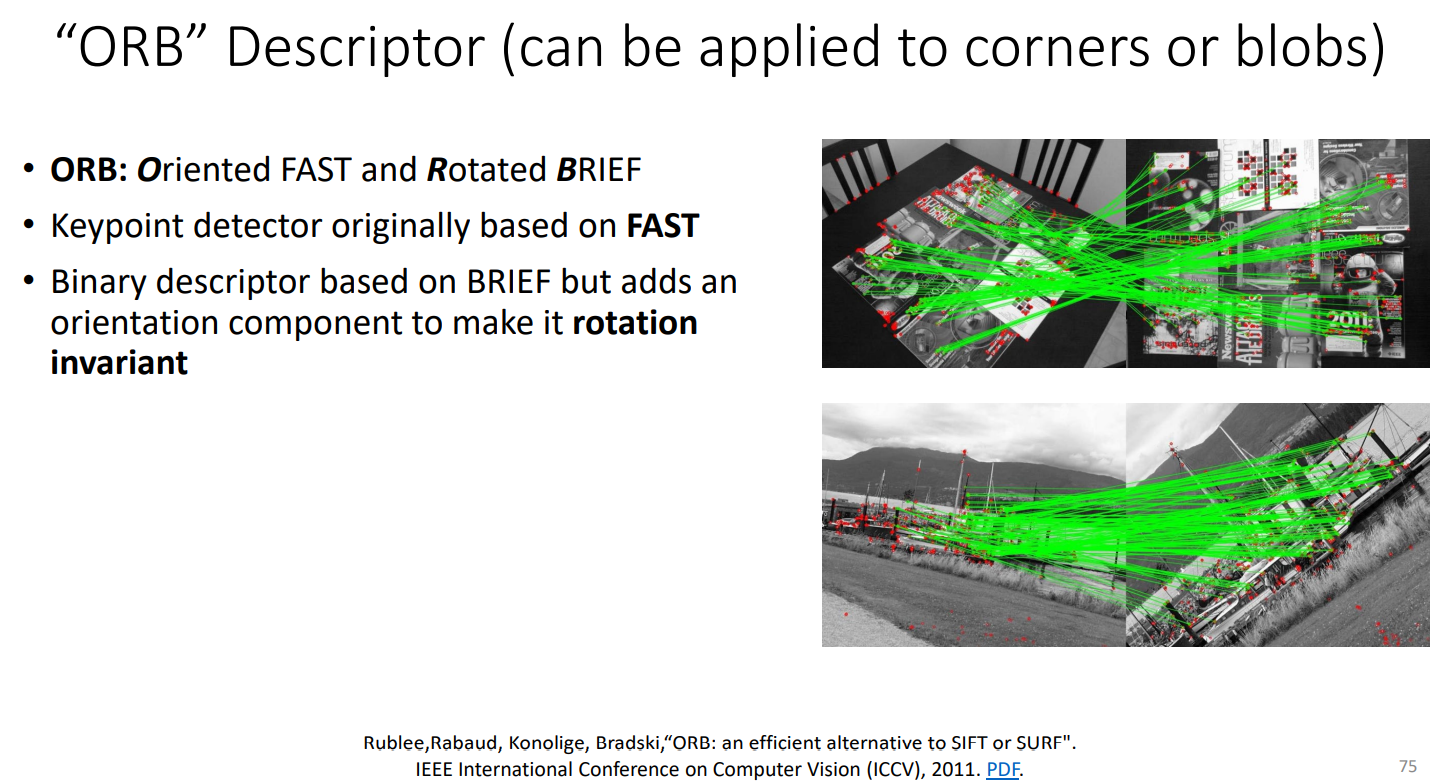 “ORB” Descriptor (can be applied to corners or blobs)
• ORB: Oriented FAST and Rotated BRIEF
• Keypoint detector originally based on FAST
• Binary descriptor based on BRIEF but adds an
orientation component to make it rotation
invariant
Rublee,Rabaud, Konolige, Bradski,“ORB: an efficient alternative to SIFT or SURF".
IEEE International Conference on Computer Vision (ICCV), 2011. PDF.
75